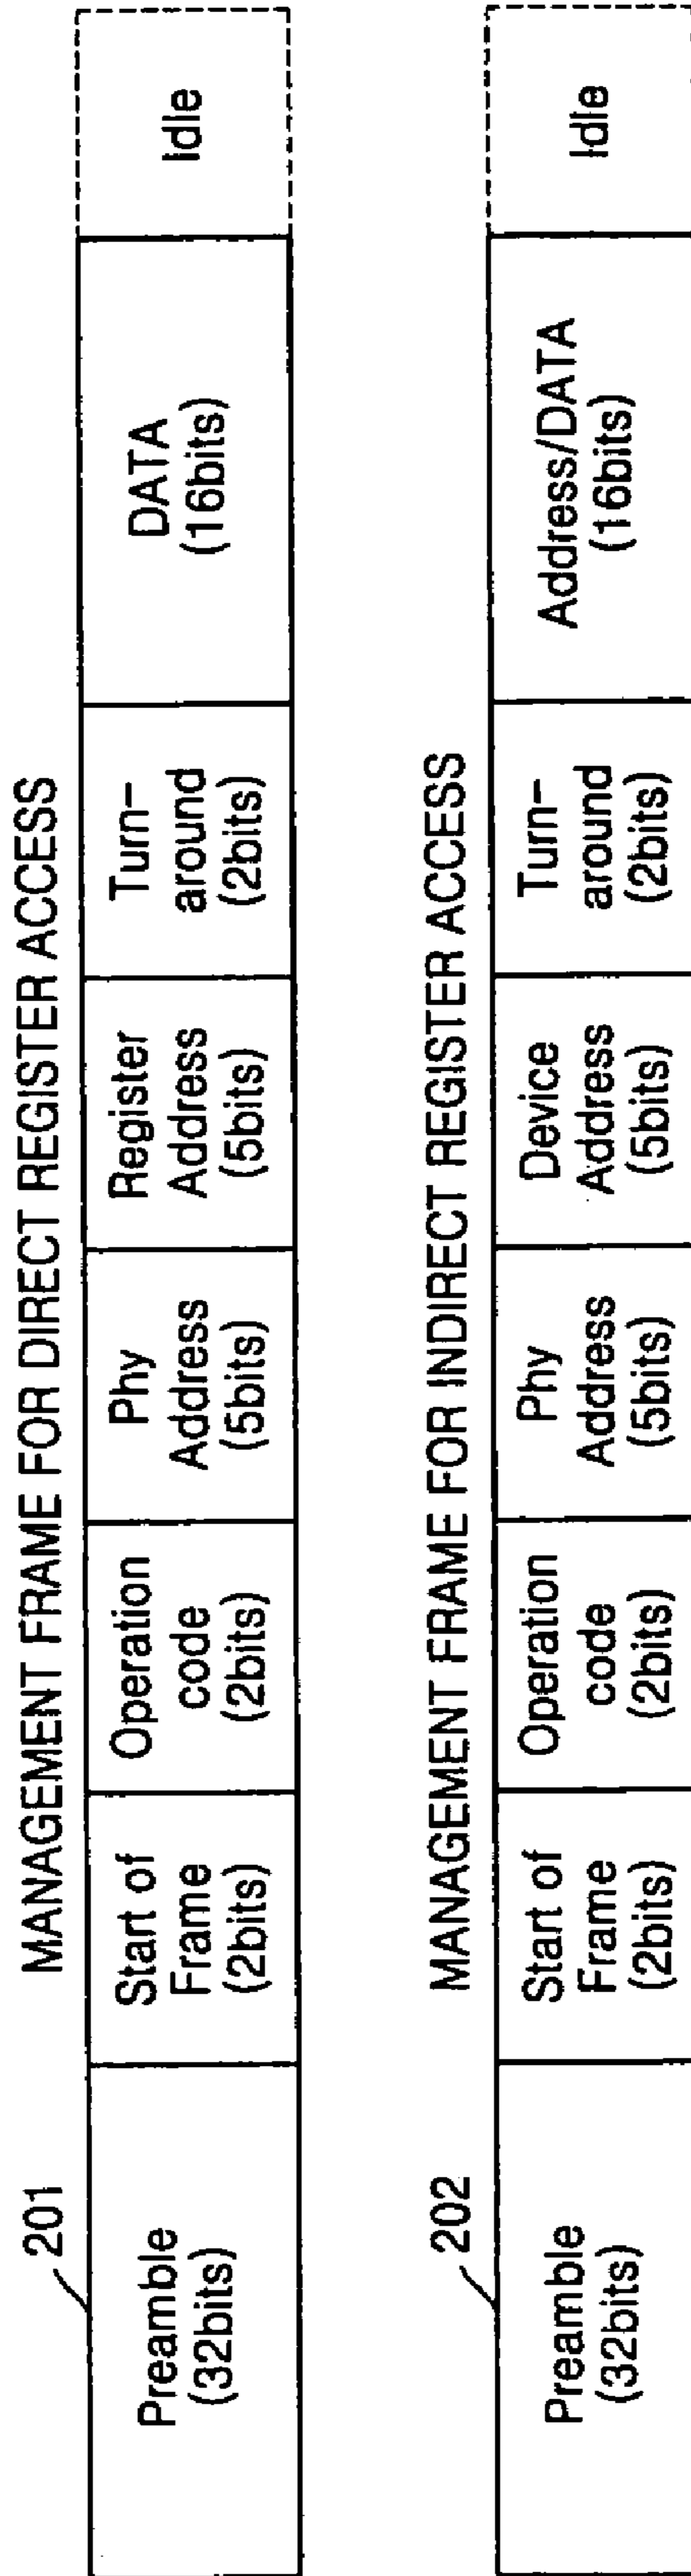 MANAGEMENT FRAME FOR DIRECT REGISTER ACCESS
201
Preamble
(32bits)
Start of
Frame
(2bits)
Operation
code
(2bits)
Phy
Address
(5bits)
Register
Address
(5bits)
Turn-
around
(2bits)
DATA
(16bits)
Idle
MANAGEMENT FRAME FOR INDIRECT REGISTER ACCESS
202
Preamble
(32bits)
Start of
Frame
(2bits)
Operation
code
(2bits)
Phy
Address
(5bits)
Device
Address
(5bits)
Turn-
around
(2bits)
Address/DATA
(16bits)
Idle